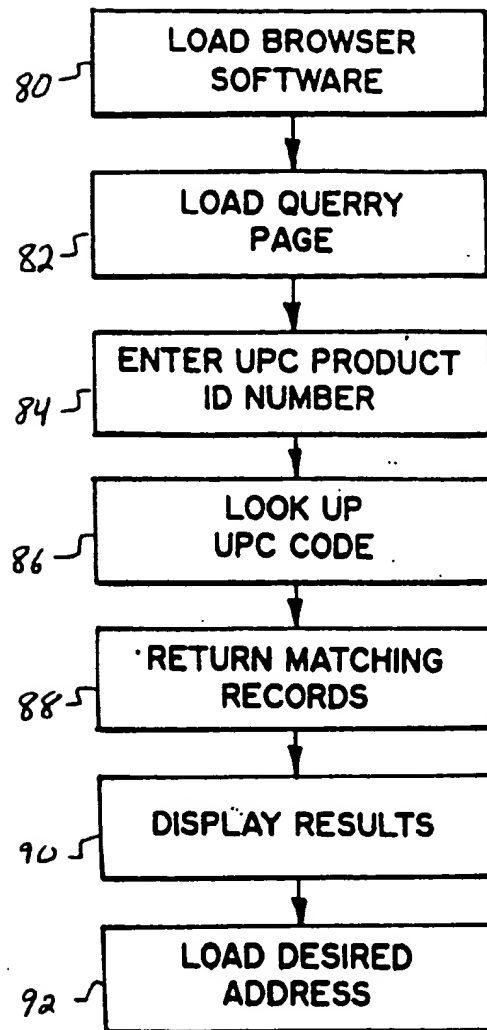 LOAD BROWSER
SOFTWARE
80
LOAD QUERRY
PAGE
82
ENTER UPC PRODUCT
ID NUMBER
84
LOOK UP
UPC CODE
86
RETURN MATCHING
RECORDS
88
DISPLAY RESULTS
90
LOAD DESIRED
ADDRESS
92